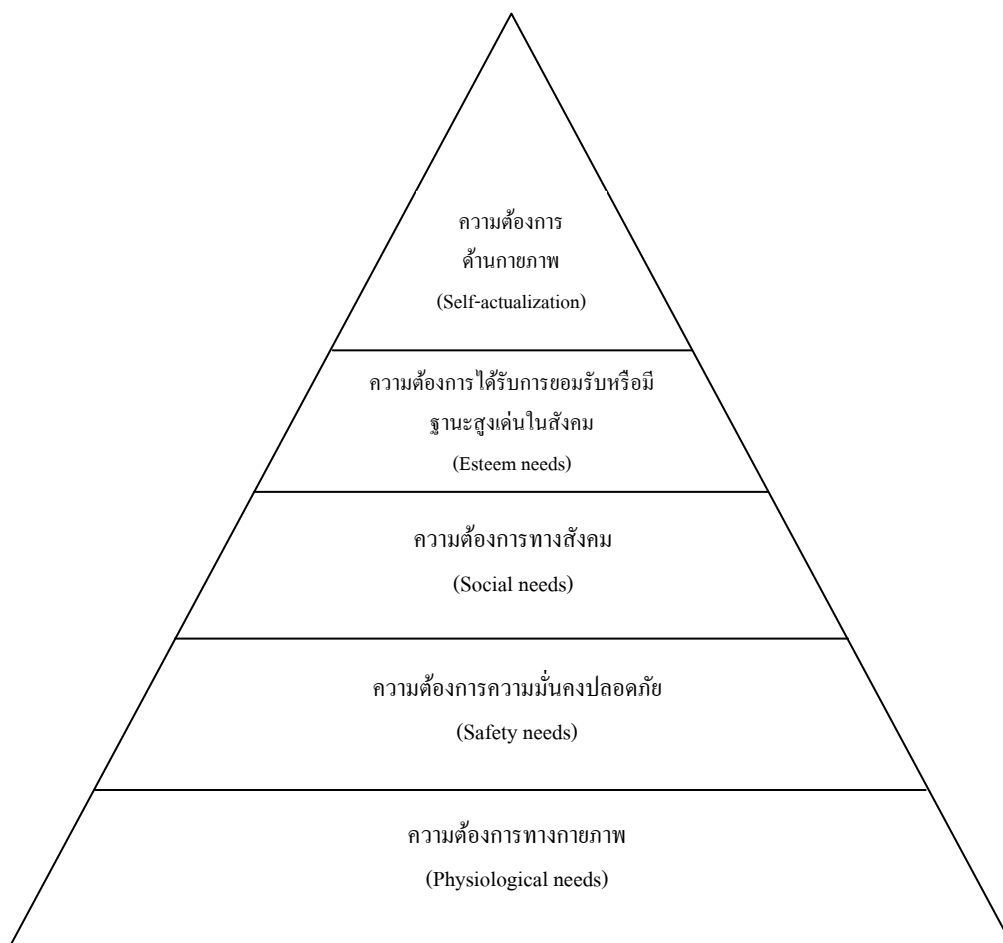 ความต้องการ
ด้านกายภาพ
(Self-actualization)
ความต้องการได้รับการยอมรับหรือมี
ฐานะสูงเด่นในสังคม
(Esteem needs)
ความต้องการทางสังคม
(Social needs)
ความต้องการความมั่นคงปลอดภัย
(Safety needs)
ความต้องการทางกายภาพ
(Physiological needs)